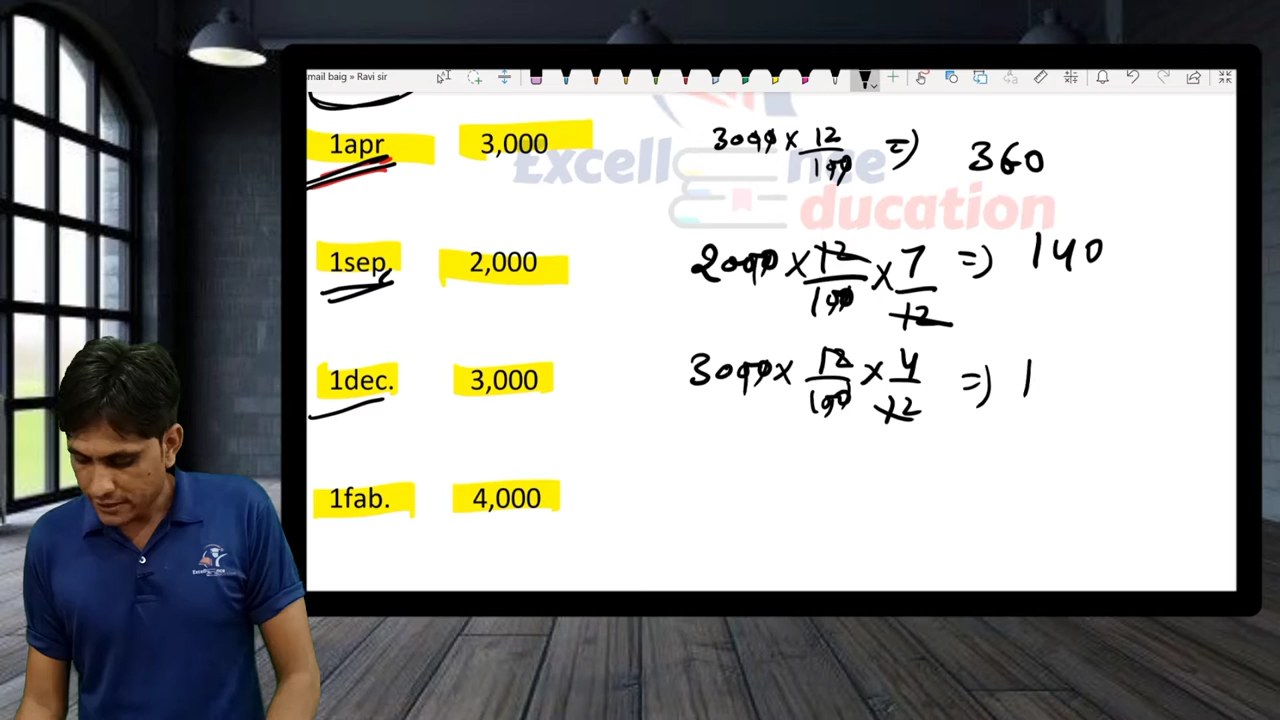 smail baig » Ravi sir
1apr 3,000 3000 × 12/100 => 360
Excellence
Education
1sep 2,000 2000 × 12/100 × 7/12 => 140
1dec. 3,000 3000 × 12/100 × 4/12 => 1
1fab. 4,000